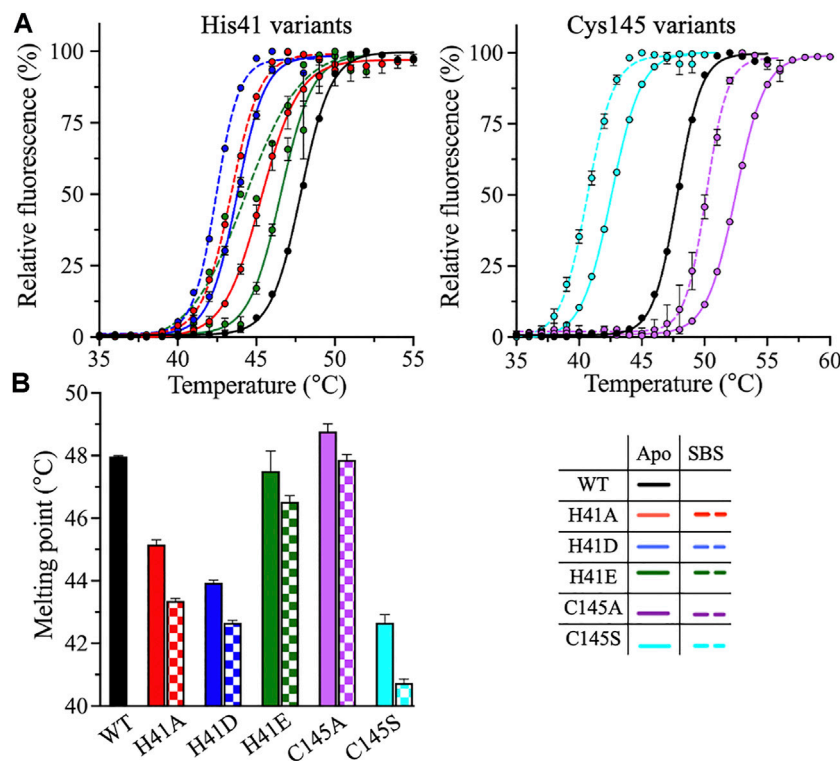 A
His41 variants
Cys145 variants
Relative fluorescence (%)
100
75
50
25
0
35 40 45 50 55
Temperature (°C)
Relative fluorescence (%)
100
75
50
25
0
35 40 45 50 55 60
Temperature (°C)
B
Melting point (°C)
50
48
46
44
42
40
WT H41A H41D H41E C145A C145S
Apo SBS
WT
H41A
H41D
H41E
C145A
C145S